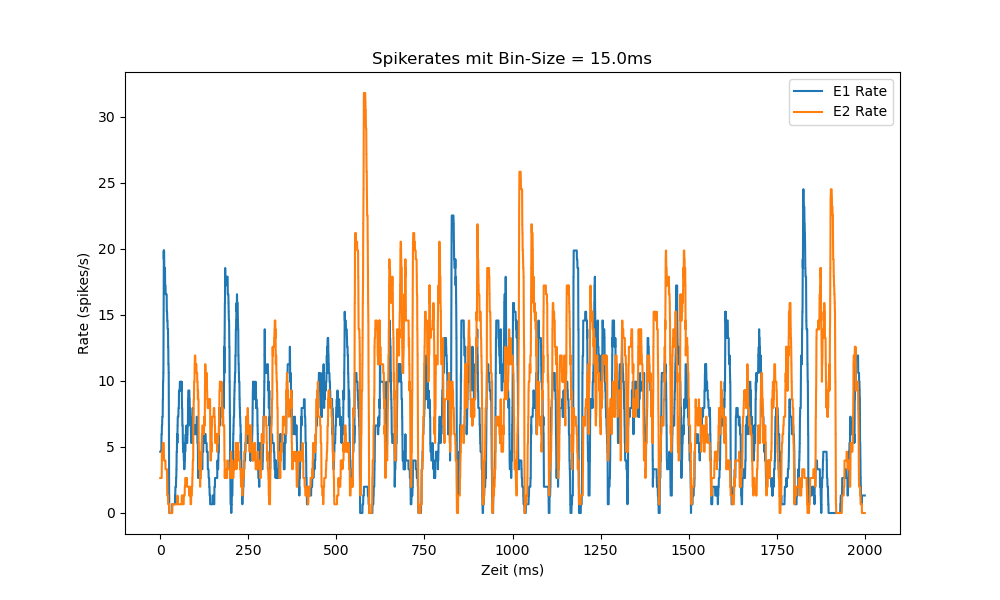 Spikerates mit Bin-Size = 15.0ms
E1 Rate
E2 Rate
Rate (spikes/s)
30
25
20
15
10
5
0
0 250 500 750 1000 1250 1500 1750 2000
Zeit (ms)